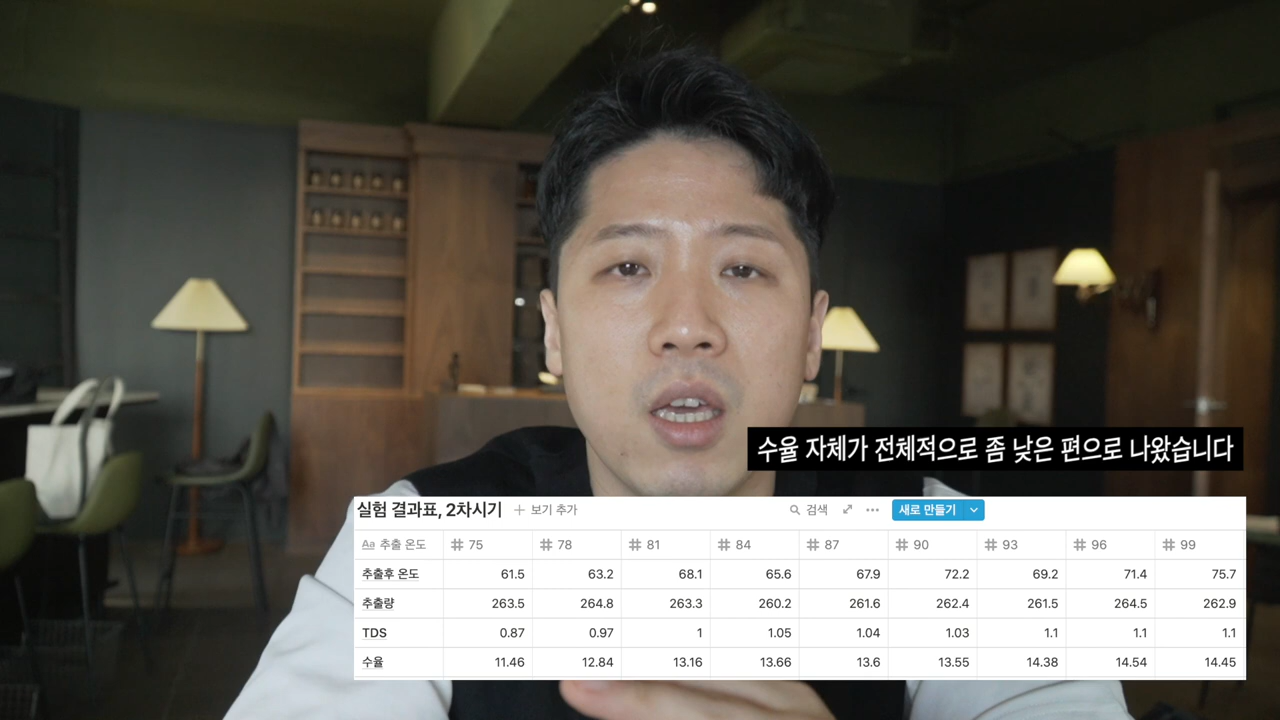 수율 자체가 전체적으로 좀 낮은 편으로 나왔습니다
실험 결과표, 2차시기 + 보기 추가 검색 새로 만들기
Aa 추출 온도 # 75 # 78 # 81 # 84 # 87 # 90 # 93 # 96 # 99
추출후 온도 61.5 63.2 68.1 65.6 67.9 72.2 69.2 71.4 75.7
추출량 263.5 264.8 263.3 260.2 261.6 262.4 261.5 264.5 262.9
TDS 0.87 0.97 1 1.05 1.04 1.03 1.1 1.1 1.1
수율 11.46 12.84 13.16 13.66 13.6 13.55 14.38 14.54 14.45